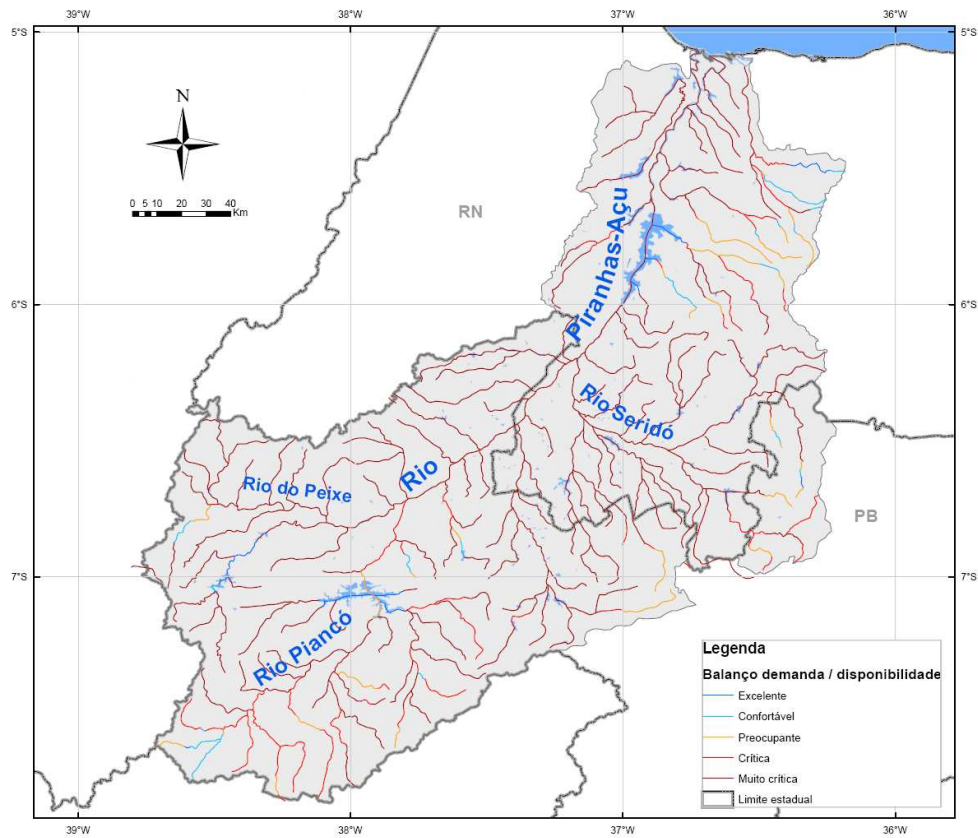 39°W 38°W 37°W 36°W
5°S 5°S
N
0 5 10 20 30 40
Km
RN
Piranhas-Açu
6°S 6°S
Rio Seridó
Rio
Rio do Peixe
PB
7°S 7°S
Rio Piancó
Legenda
Balanço demanda / disponibilidade
Excelente
Confortável
Preocupante
Crítica
Muito crítica
Limite estadual
39°W 38°W 37°W 36°W